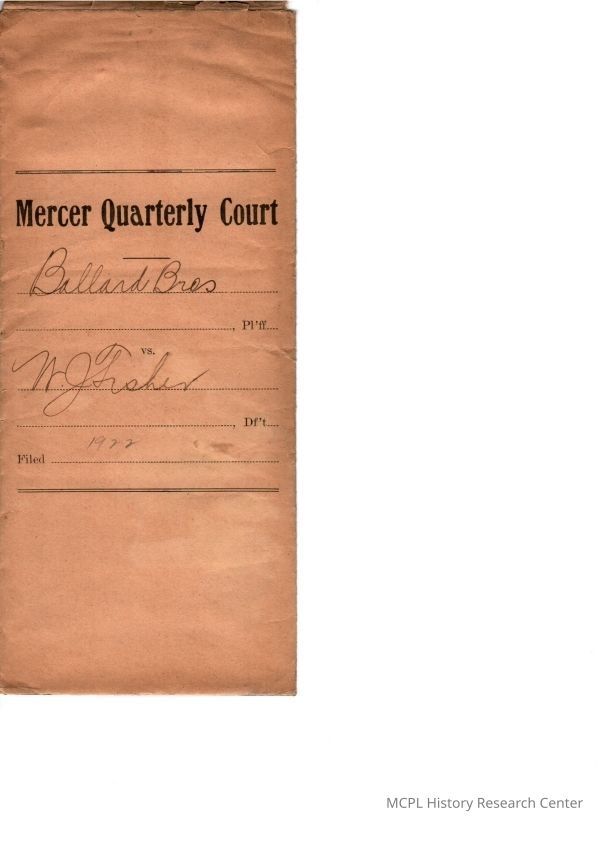 Mercer Quarterly Court
Ballard Bros
, Pl'ff.
vs.
W. J. Fisher
, Df't.
1922
Filed
MCPL History Research Center